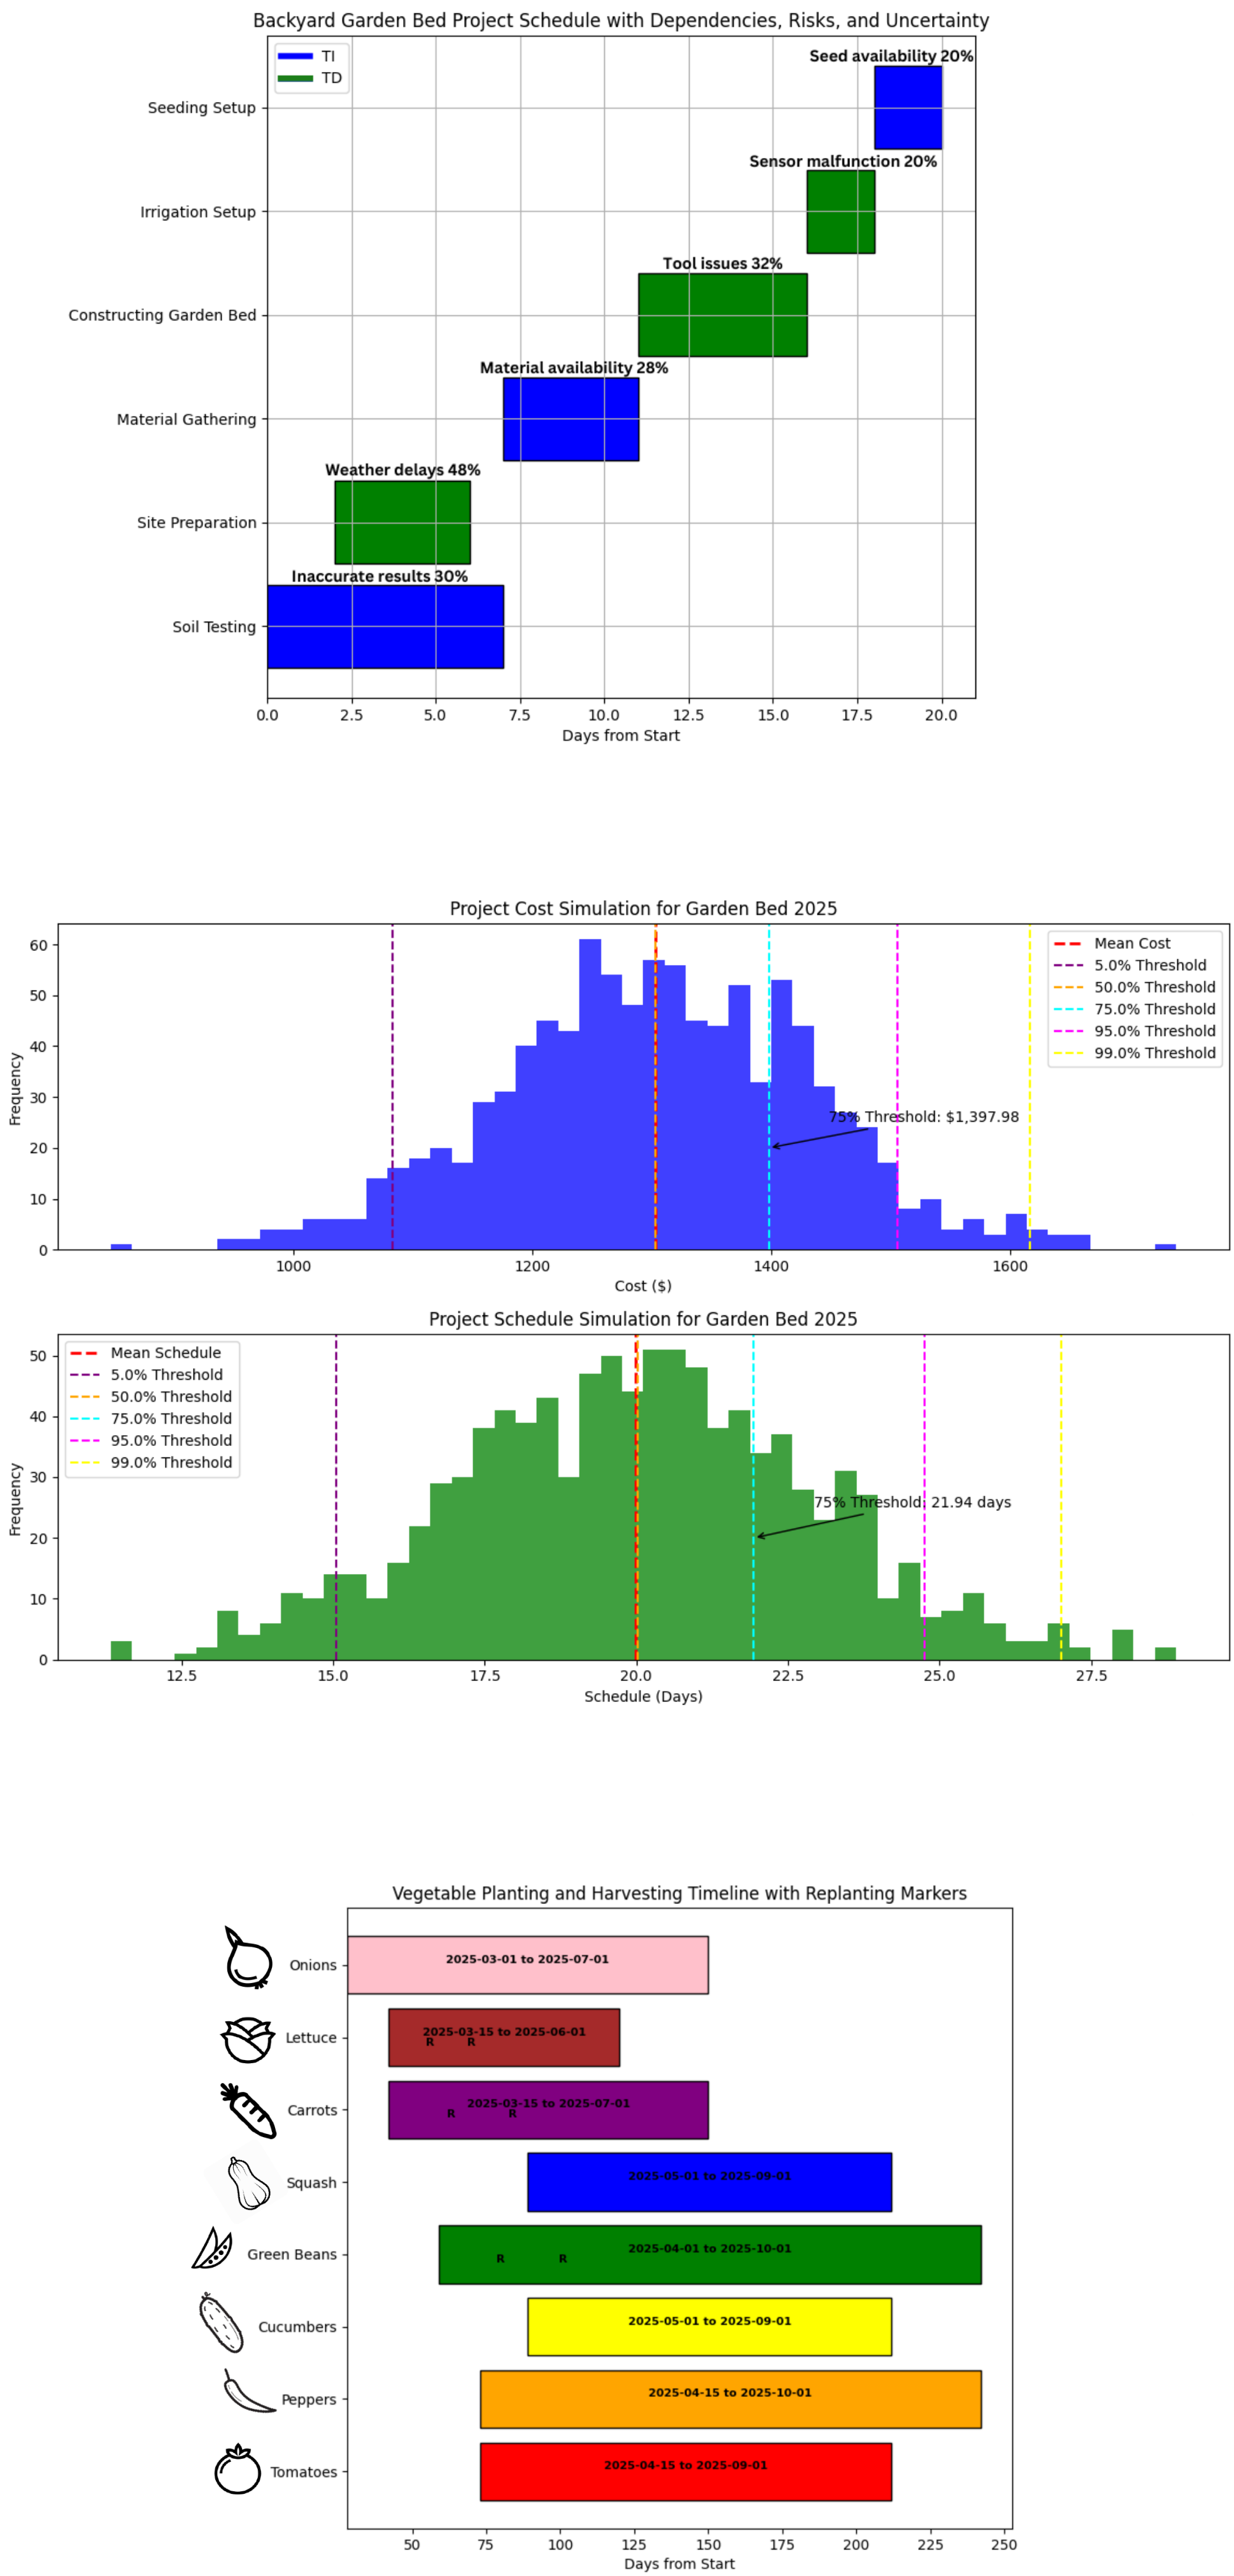 Backyard Garden Bed Project Schedule with Dependencies, Risks, and Uncertainty
TI
TD
Seed availability 20%
Seeding Setup
Sensor malfunction 20%
Irrigation Setup
Tool issues 32%
Constructing Garden Bed
Material availability 28%
Material Gathering
Weather delays 48%
Site Preparation
Inaccurate results 30%
Soil Testing
0.0 2.5 5.0 7.5 10.0 12.5 15.0 17.5 20.0
Days from Start
Project Cost Simulation for Garden Bed 2025
60
50
40
30
20
10
0
Frequency
Mean Cost
5.0% Threshold
50.0% Threshold
75.0% Threshold
95.0% Threshold
99.0% Threshold
75% Threshold: $1,397.98
1000 1200 1400 1600
Cost ($)
Project Schedule Simulation for Garden Bed 2025
50
40
30
20
10
0
Frequency
Mean Schedule
5.0% Threshold
50.0% Threshold
75.0% Threshold
95.0% Threshold
99.0% Threshold
75% Threshold: 21.94 days
12.5 15.0 17.5 20.0 22.5 25.0 27.5
Schedule (Days)
Vegetable Planting and Harvesting Timeline with Replanting Markers
Onions
2025-03-01 to 2025-07-01
Lettuce
2025-03-15 to 2025-06-01
R R
Carrots
2025-03-15 to 2025-07-01
R R
Squash
2025-05-01 to 2025-09-01
Green Beans
2025-04-01 to 2025-10-01
R R
Cucumbers
2025-05-01 to 2025-09-01
Peppers
2025-04-15 to 2025-10-01
Tomatoes
2025-04-15 to 2025-09-01
50 75 100 125 150 175 200 225 250
Days from Start